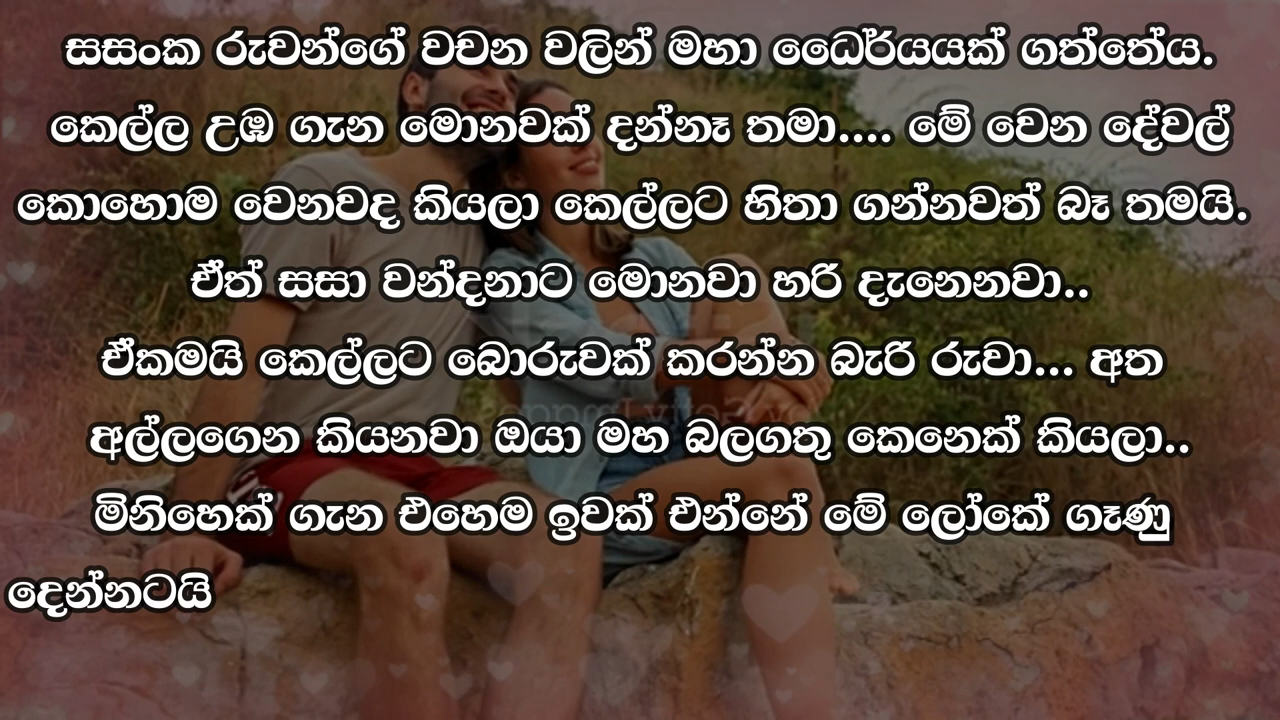 සසංක රුවන්ගේ වචන වලින් මහා ධෛර්යයක් ගත්තේය.
කෙල්ල උඹ ගැන මොනවක් දන්නෑ තමා.... මේ වෙන දේවල්
කොහොම වෙනවද කියලා කෙල්ලට හිතා ගන්නවත් බෑ තමයි.
ඒත් සසා වන්දනාට මොනවා හරි දැනෙනවා..
ඒකමයි කෙල්ලට බොරුවක් කරන්න බැරි රුවා... අත
අල්ලගෙන කියනවා ඔයා මහ බලගතු කෙනෙක් කියලා..
මිනිහෙක් ගැන එහෙම ඉවක් එන්නේ මේ ලෝකේ ගෑණු
දෙන්නටයි